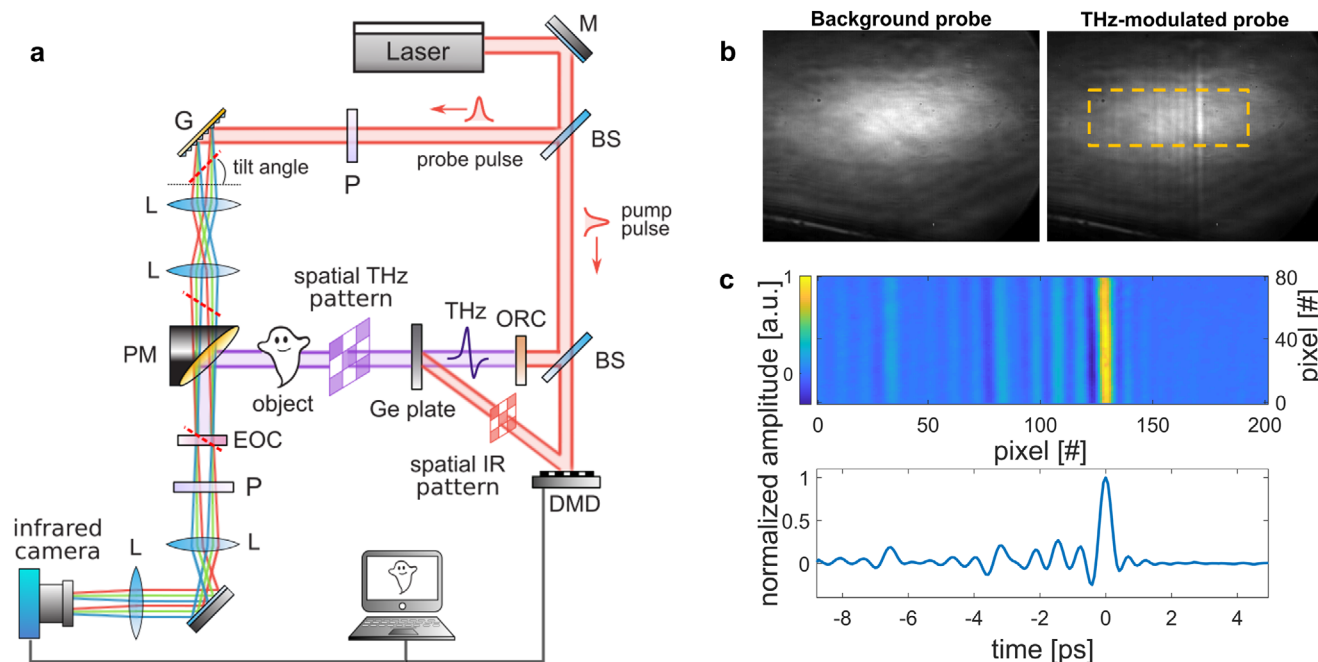 a
Laser
M
G
BS
probe pulse
P
tilt angle
L
pump
pulse
L
spatial THz
pattern
THz
ORC
BS
PM
object
Ge plate
EOC
spatial IR
pattern
P
DMD
infrared
camera
L
L
b
Background probe
THz-modulated probe
c
normalized amplitude [a.u.]
1
0
80
40
0
pixel [#]
0
50
100
150
200
pixel [#]
1
0.5
0
-8
-6
-4
-2
0
2
4
time [ps]